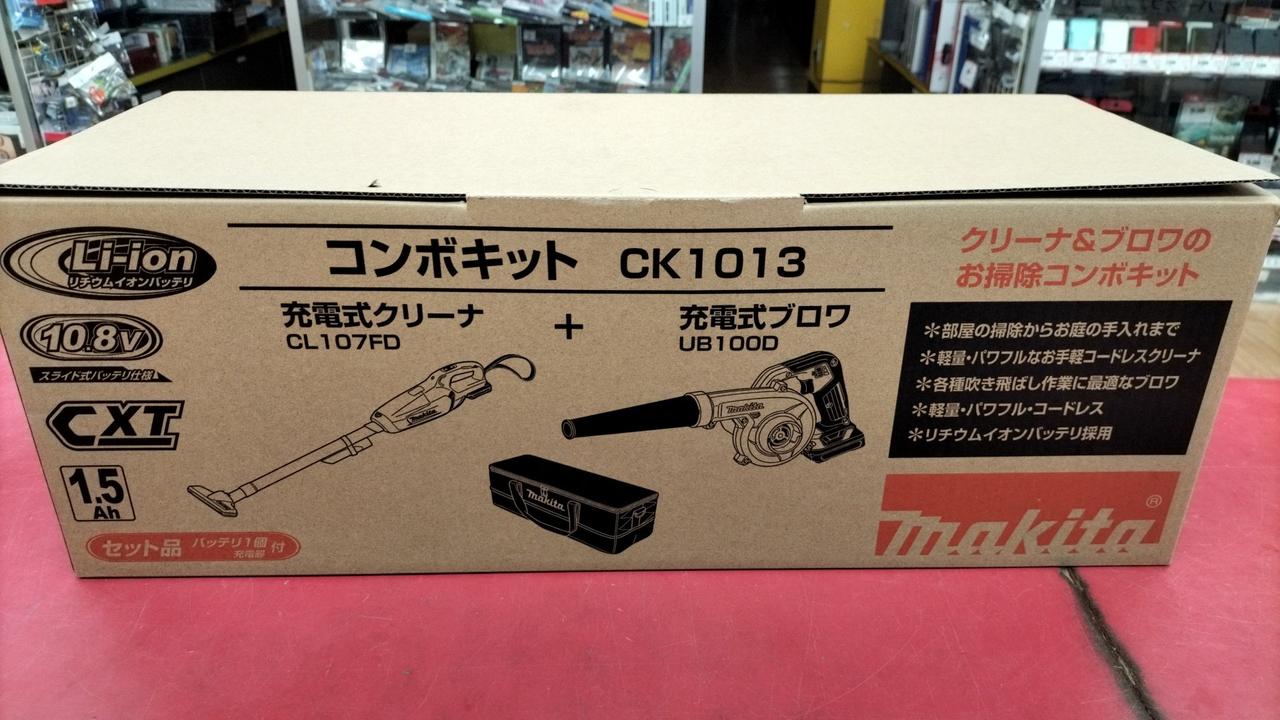 Li-ion
リチウムイオンバッテリ
10.8V
スライド式バッテリ仕様
CXT
1.5
Ah
セット品 バッテリ1個 付
充電器
コンボキット CK1013
充電式クリーナ + 充電式ブロワ
CL107FD UB100D
makita
makita
makita
クリーナ&ブロワの
お掃除コンボキット
＊部屋の掃除からお庭の手入れまで
＊軽量・パワフルなお手軽コードレスクリーナ
＊各種吹き飛ばし作業に最適なブロワ
＊軽量・パワフル・コードレス
＊リチウムイオンバッテリ採用
makita®